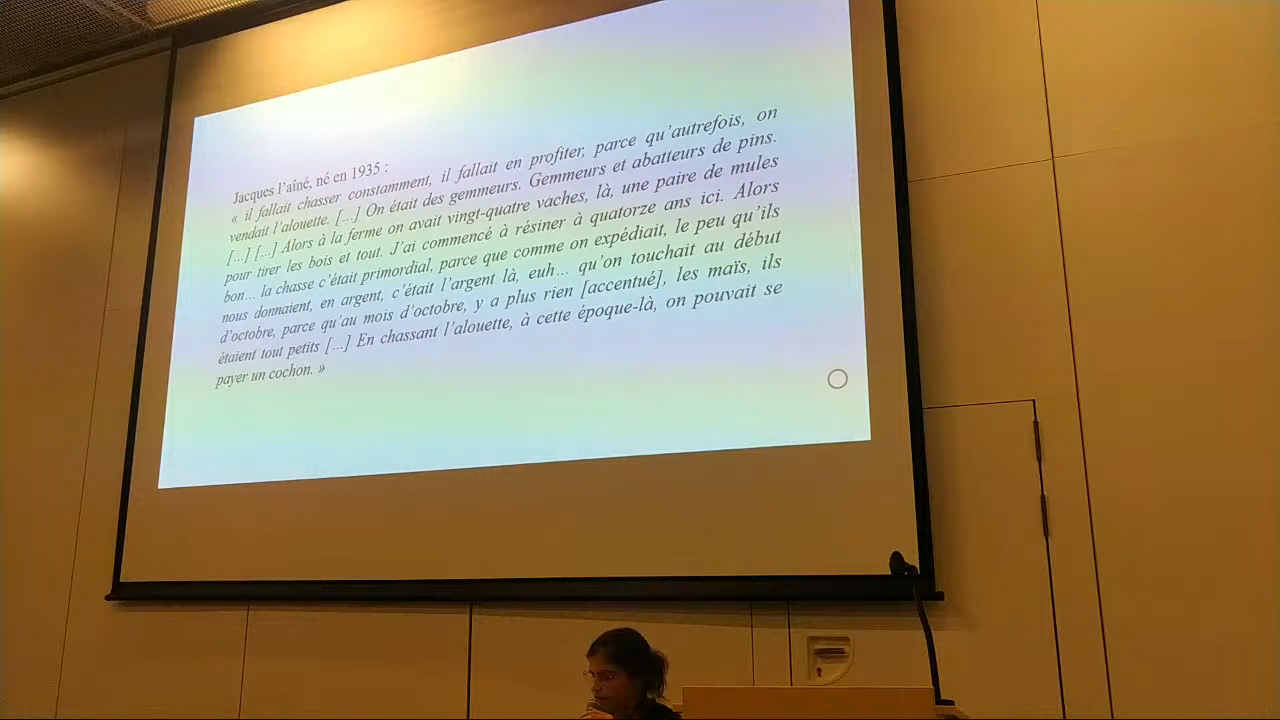 Jacques l’aîné, né en 1935 :
« il fallait chasser constamment, il fallait en profiter, parce qu’autrefois, on
vendait l’alouette. [...] On était des gemmeurs. Gemmeurs et abatteurs de pins.
[...] [...] Alors à la ferme on avait vingt-quatre vaches, là, une paire de mules
pour tirer les bois et tout. J’ai commencé à résiner à quatorze ans ici. Alors
bon... la chasse c’était primordial, parce que comme on expédiait, le peu qu’ils
nous donnaient, en argent, c’était l’argent là, euh... qu’on touchait au début
d’octobre, parce qu’au mois d’octobre, y a plus rien [accentué], les maïs, ils
étaient tout petits [...] En chassant l’alouette, à cette époque-là, on pouvait se
payer un cochon. »